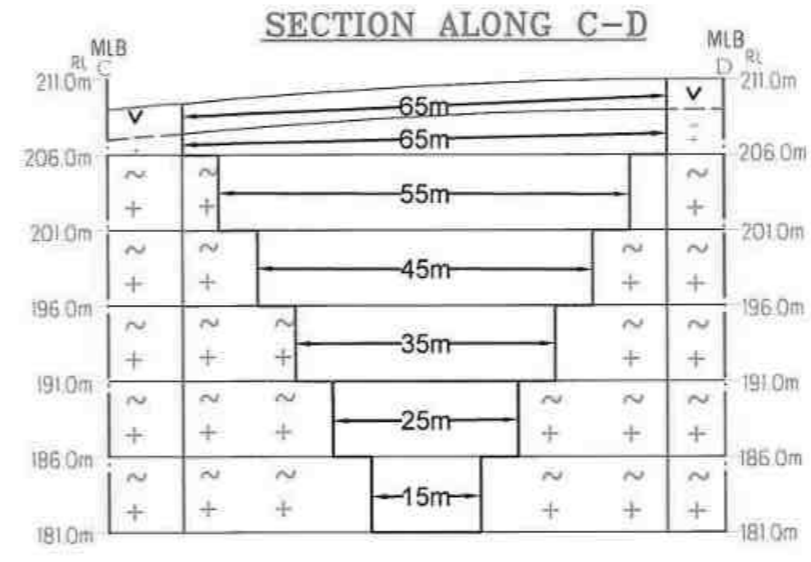 SECTION ALONG C-D
MLB MLB
RL C D RL
211.0m 211.0m
V V
65m
65m
206.0m 206.0m
55m
201.0m 201.0m
45m
196.0m 196.0m
35m
191.0m 191.0m
25m
186.0m 186.0m
15m
181.0m 181.0m